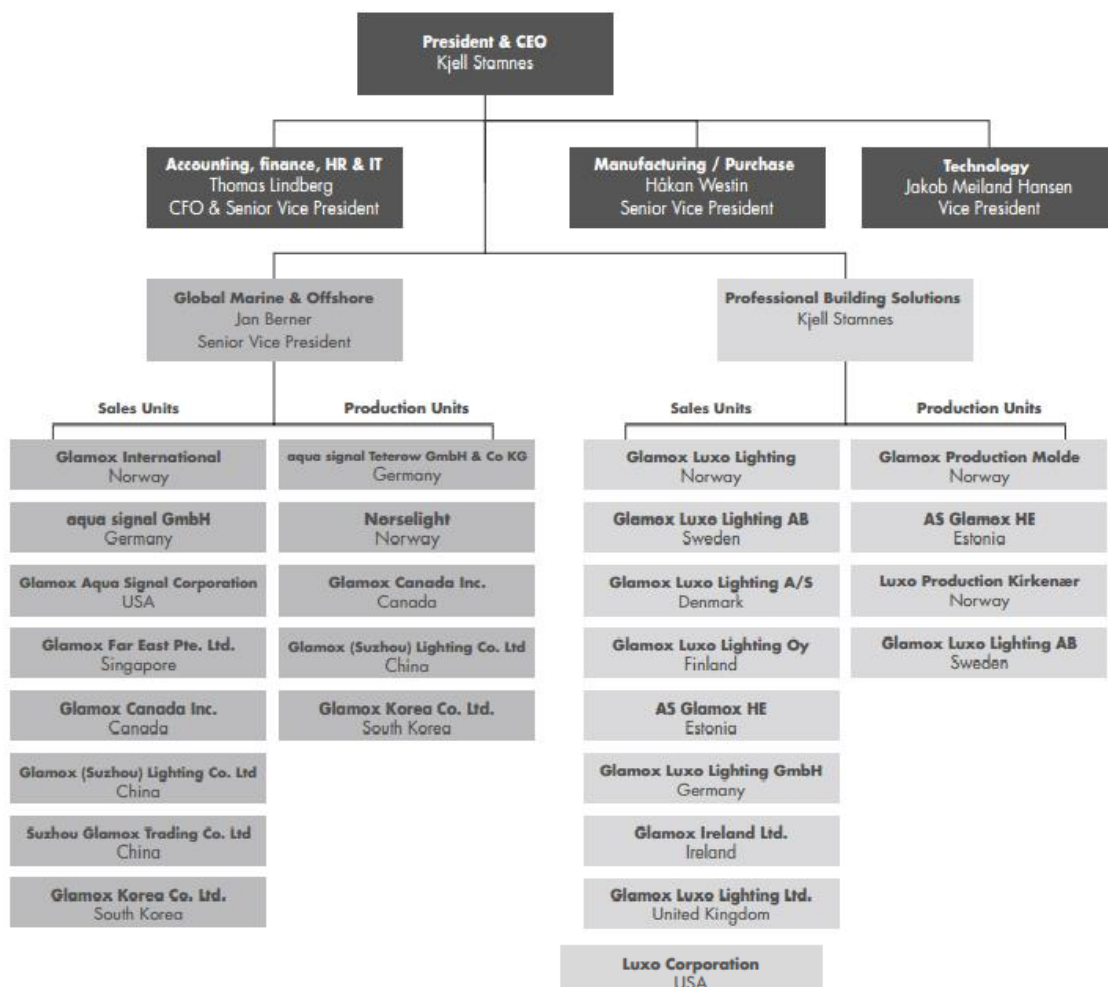 President & CEO
Kjell Stamnes
Accounting, finance, HR & IT
Thomas Lindberg
CFO & Senior Vice President
Manufacturing / Purchase
Håkan Westin
Senior Vice President
Technology
Jakob Meiland Hansen
Vice President
Global Marine & Offshore
Jan Berner
Senior Vice President
Professional Building Solutions
Kjell Stamnes
Sales Units
Glamox International
Norway
aqua signal GmbH
Germany
Glamox Aqua Signal Corporation
USA
Glamox Far East Pte. Ltd.
Singapore
Glamox Canada Inc.
Canada
Glamox (Suzhou) Lighting Co. Ltd
China
Suzhou Glamox Trading Co. Ltd
China
Glamox Korea Co. Ltd.
South Korea
Production Units
aqua signal Teterow GmbH & Co KG
Germany
Norselight
Norway
Glamox Canada Inc.
Canada
Glamox (Suzhou) Lighting Co. Ltd
China
Glamox Korea Co. Ltd.
South Korea
Sales Units
Glamox Luxo Lighting
Norway
Glamox Luxo Lighting AB
Sweden
Glamox Luxo Lighting A/S
Denmark
Glamox Luxo Lighting Oy
Finland
AS Glamox HE
Estonia
Glamox Luxo Lighting GmbH
Germany
Glamox Ireland Ltd.
Ireland
Glamox Luxo Lighting Ltd.
United Kingdom
Luxo Corporation
USA
Production Units
Glamox Production Molde
Norway
AS Glamox HE
Estonia
Luxo Production Kirkenær
Norway
Glamox Luxo Lighting AB
Sweden